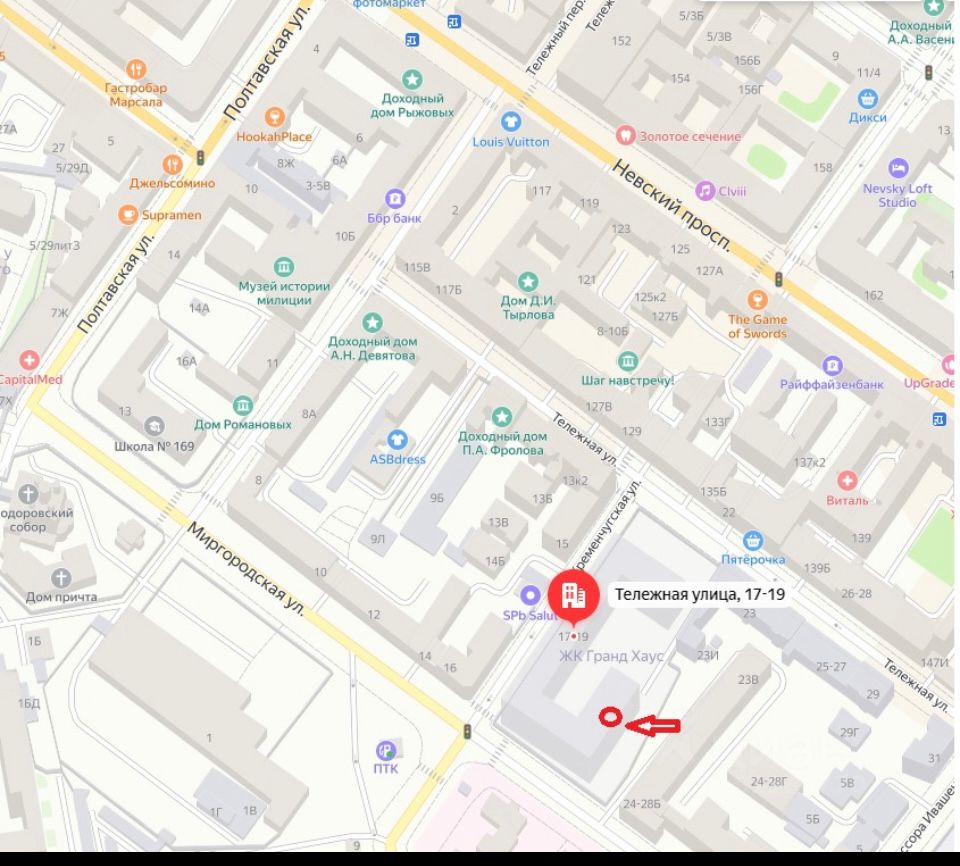 фотомаркет
5/3Б
Доходный
А.А. Васен
Полтавская ул.
Тележный пер.
Тележ
4
152
5/3В
156Б
9
11/4
Гастробар
Марсала
Доходный
дом Рыжовых
154
156Г
Дикси
27А
5
HookahPlace
6
Louis Vuitton
Золотое сечение
13
27
5/29Д
8Ж
6А
158
Джельсомино
10
3-5В
117
Невский просп.
Clviii
Nevsky Loft
Studio
Supramen
Ббр банк
2
119
5/29лит3
14
10Б
123
125
Полтавская ул.
Музей истории
милиции
115В
117Б
121
127А
Дом Д.И.
Тырлова
125к2
127Б
162
7Ж
14А
Доходный дом
А.Н. Девятова
8-10Б
The Game
of Swords
16А
11
Шаг навстречу!
Райффайзенбанк
UpGrade
CapitalMed
7Х
13
Дом Романовых
8А
Доходный дом
П.А. Фролова
127В
133Г
Школа № 169
ASBdress
Тележная ул.
129
137к2
8
9Б
13Б
13к2
135Б
Виталь
одоровский
собор
13В
22
9Л
15
Кременчугская ул.
Пятёрочка
139
Миргородская ул.
10
14Б
139Б
Дом причта
SPb Salut
Тележная улица, 17-19
26-28
12
17-19
23
1Б
14
16
ЖК Гранд Хаус
23И
25-27
147И
1БД
23В
29
Тележная ул.
1
29Г
ПТК
31
24-28Г
5В
1Г
1В
24-28Б
5Б
9
ссора Ивашен